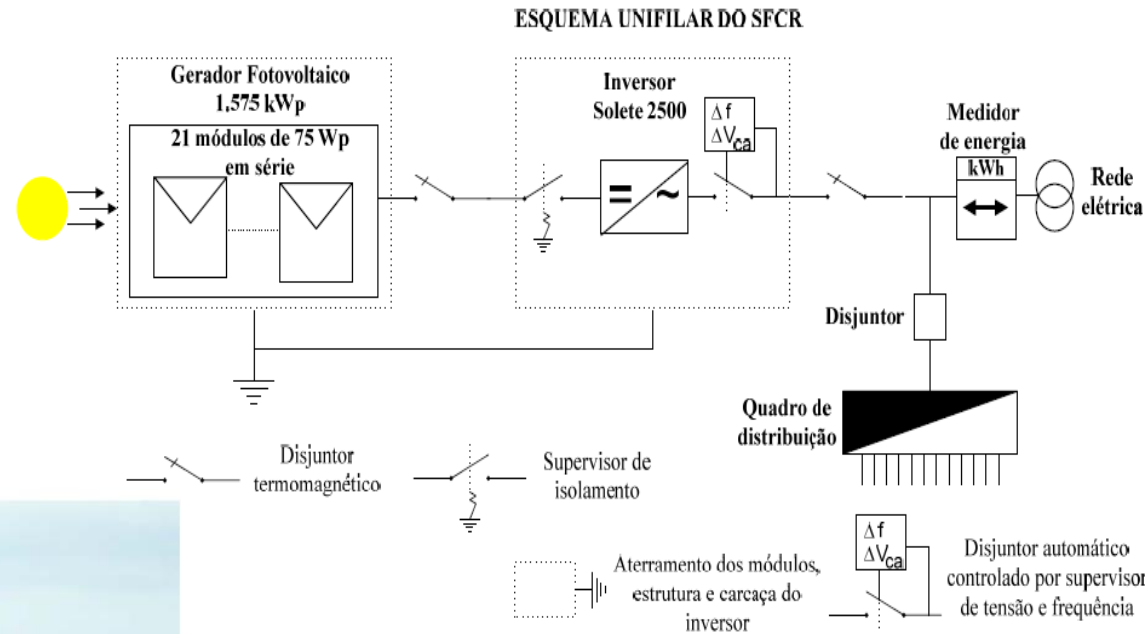 ESQUEMA UNIFILAR DO SFCR
Gerador Fotovoltaico
1,575 kWp
21 módulos de 75 Wp
em série
Inversor
Solete 2500
Δf
ΔVca
Medidor
de energia
kWh
Rede
elétrica
Disjuntor
Quadro de
distribuição
Disjuntor
termomagnético
Supervisor de
isolamento
Aterramento dos módulos,
estrutura e carcaça do
inversor
Δf
ΔVca
Disjuntor automático
controlado por supervisor
de tensão e frequência